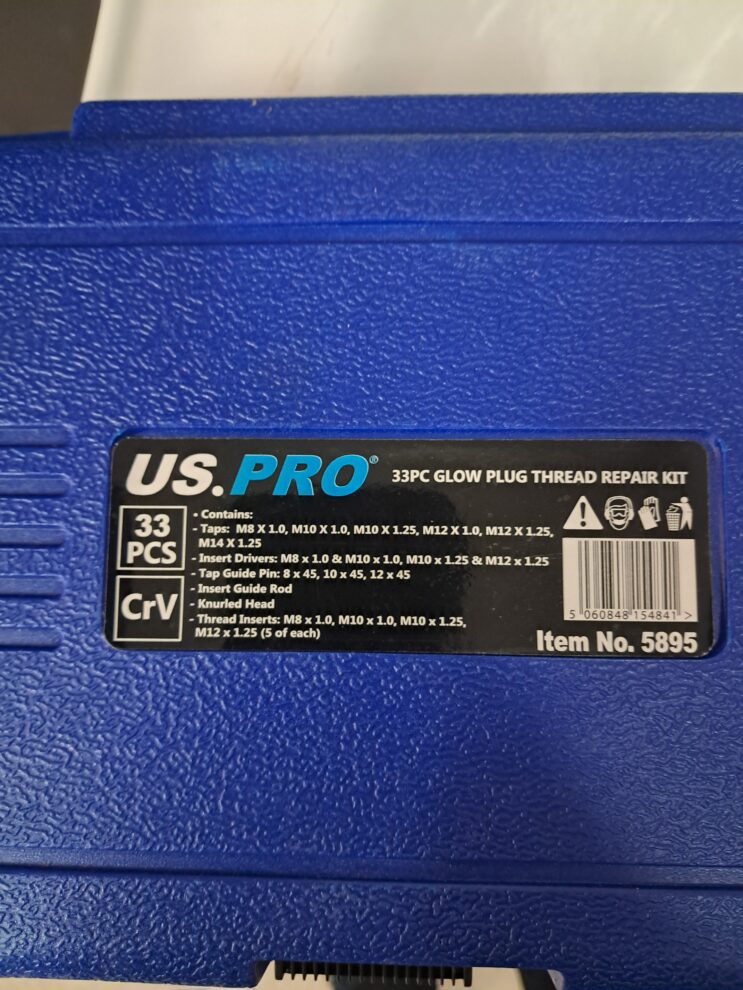 US.PRO®
33PC GLOW PLUG THREAD REPAIR KIT
33
PCS
CrV
- Contains:
- Taps: M8 X 1.0, M10 X 1.0, M10 X 1.25, M12 X 1.0, M12 X 1.25,
M14 X 1.25
- Insert Drivers: M8 x 1.0 & M10 x 1.0, M10 x 1.25 & M12 x 1.25
- Tap Guide Pin: 8 x 45, 10 x 45, 12 x 45
- Insert Guide Rod
- Knurled Head
- Thread Inserts: M8 x 1.0, M10 x 1.0, M10 x 1.25,
M12 x 1.25 (5 of each)
5 060848 154841 >
Item No. 5895